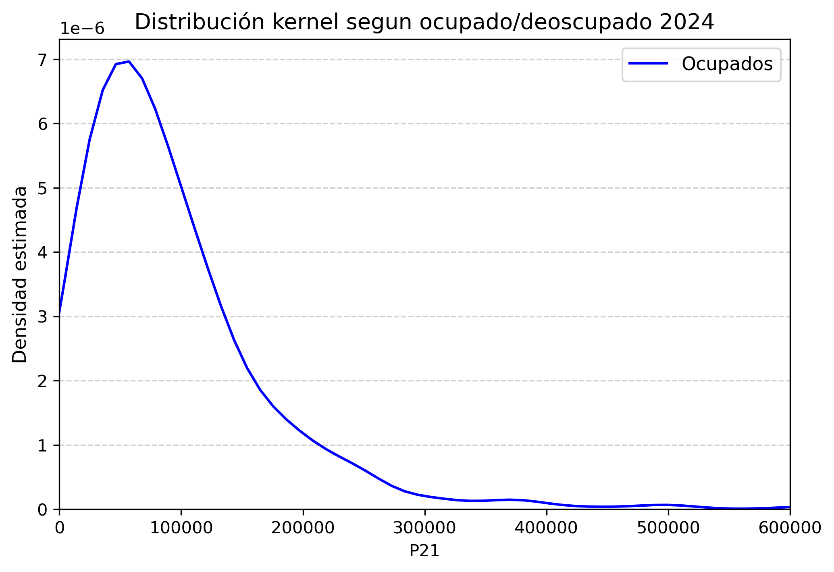 Distribución kernel segun ocupado/deoscupado 2024
1e−6
Ocupados
Densidad estimada
7
6
5
4
3
2
1
0
0 100000 200000 300000 400000 500000 600000
P21